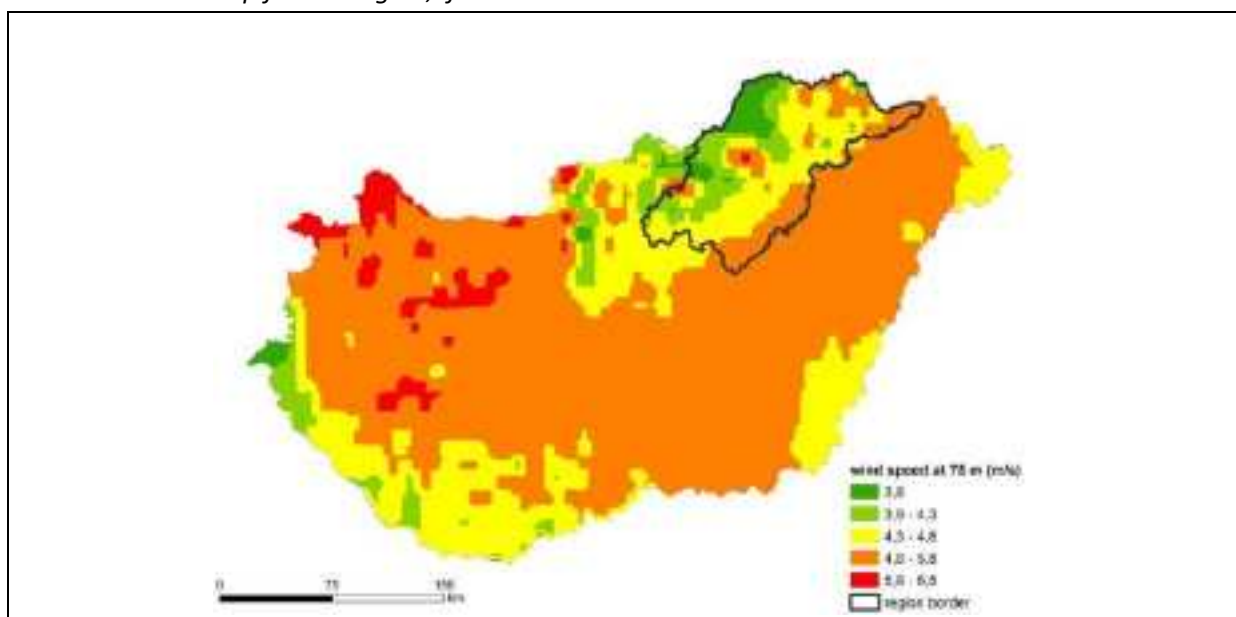 wind speed at 75 m (m/s)
3,8
3,9 - 4,3
4,3 - 4,8
4,8 - 5,8
5,8 - 6,8
region border
0 75 150
km